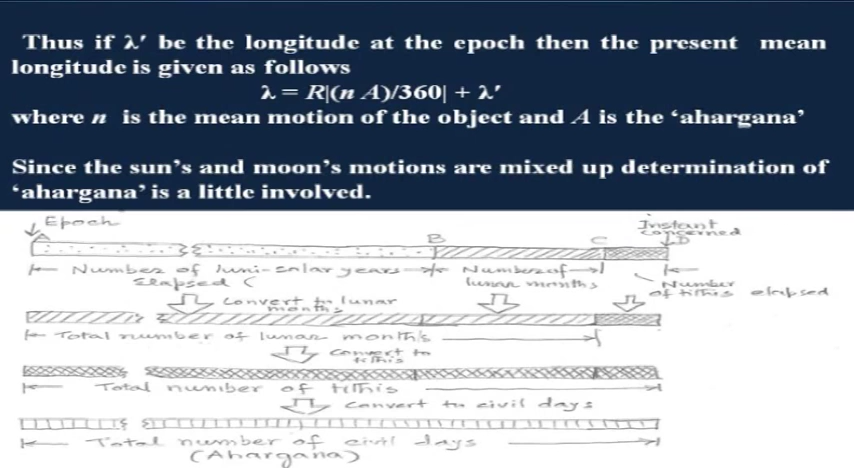 Thus if λ′ be the longitude at the epoch then the present mean
longitude is given as follows
λ = R|(n A)/360| + λ′
where n is the mean motion of the object and A is the ‘ahargana’
Since the sun’s and moon’s motions are mixed up determination of
‘ahargana’ is a little involved.
Epoch
Instant
concerned
A B C D
Number of luni-solar years
elapsed (
Number of
lunar months
Number
of tithis elapsed
Convert to lunar
months
Total number of lunar months
Convert to
tithis
Total number of tithis
Convert to civil days
Total number of civil days
(Ahargana)